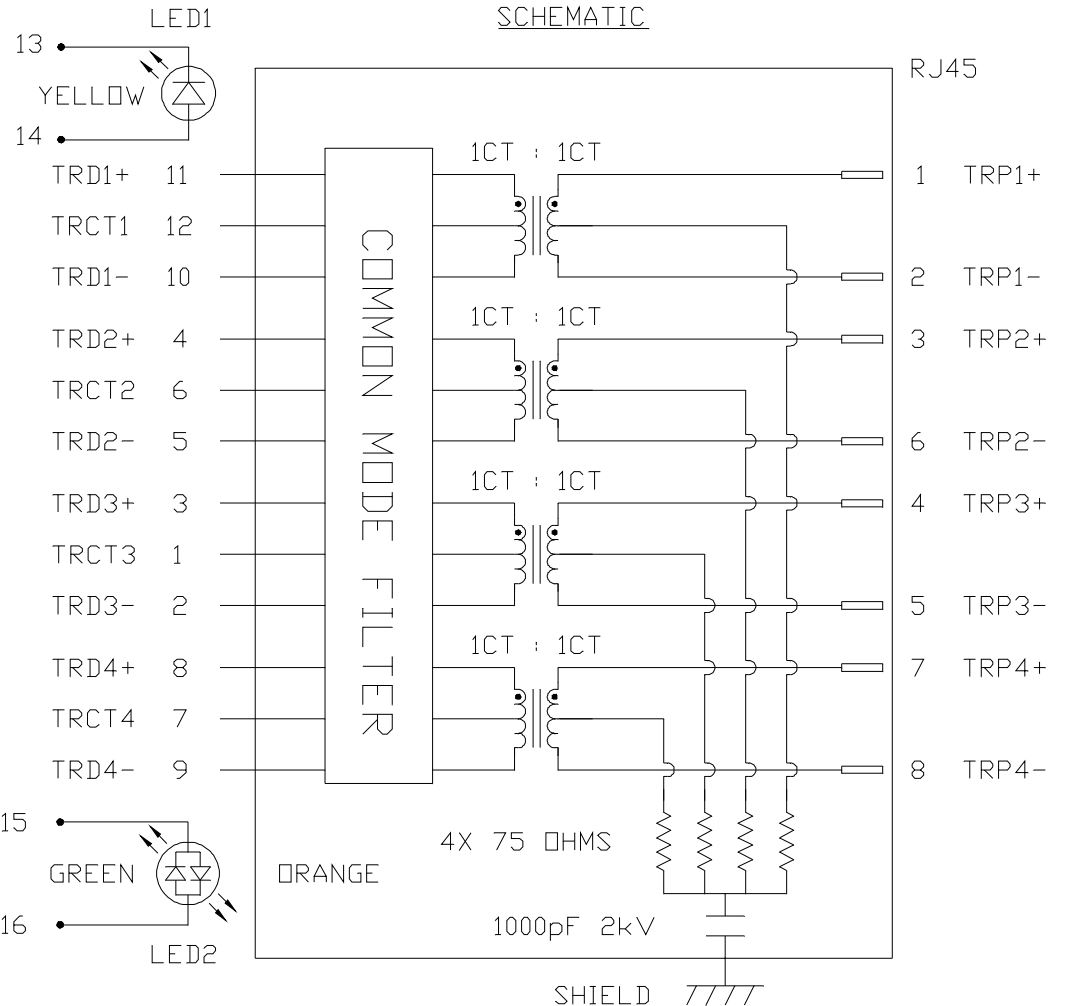 SCHEMATIC
LED1
13
YELLOW
14
RJ45
1CT : 1CT
TRD1+ 11
1 TRP1+
TRCT1 12
TRD1- 10
2 TRP1-
1CT : 1CT
TRD2+ 4
3 TRP2+
TRCT2 6
TRD2- 5
6 TRP2-
1CT : 1CT
TRD3+ 3
4 TRP3+
TRCT3 1
TRD3- 2
5 TRP3-
1CT : 1CT
TRD4+ 8
7 TRP4+
TRCT4 7
TRD4- 9
8 TRP4-
COMMON MODE FILTER
15
4X 75 OHMS
GREEN
ORANGE
16
1000pF 2kV
LED2
SHIELD